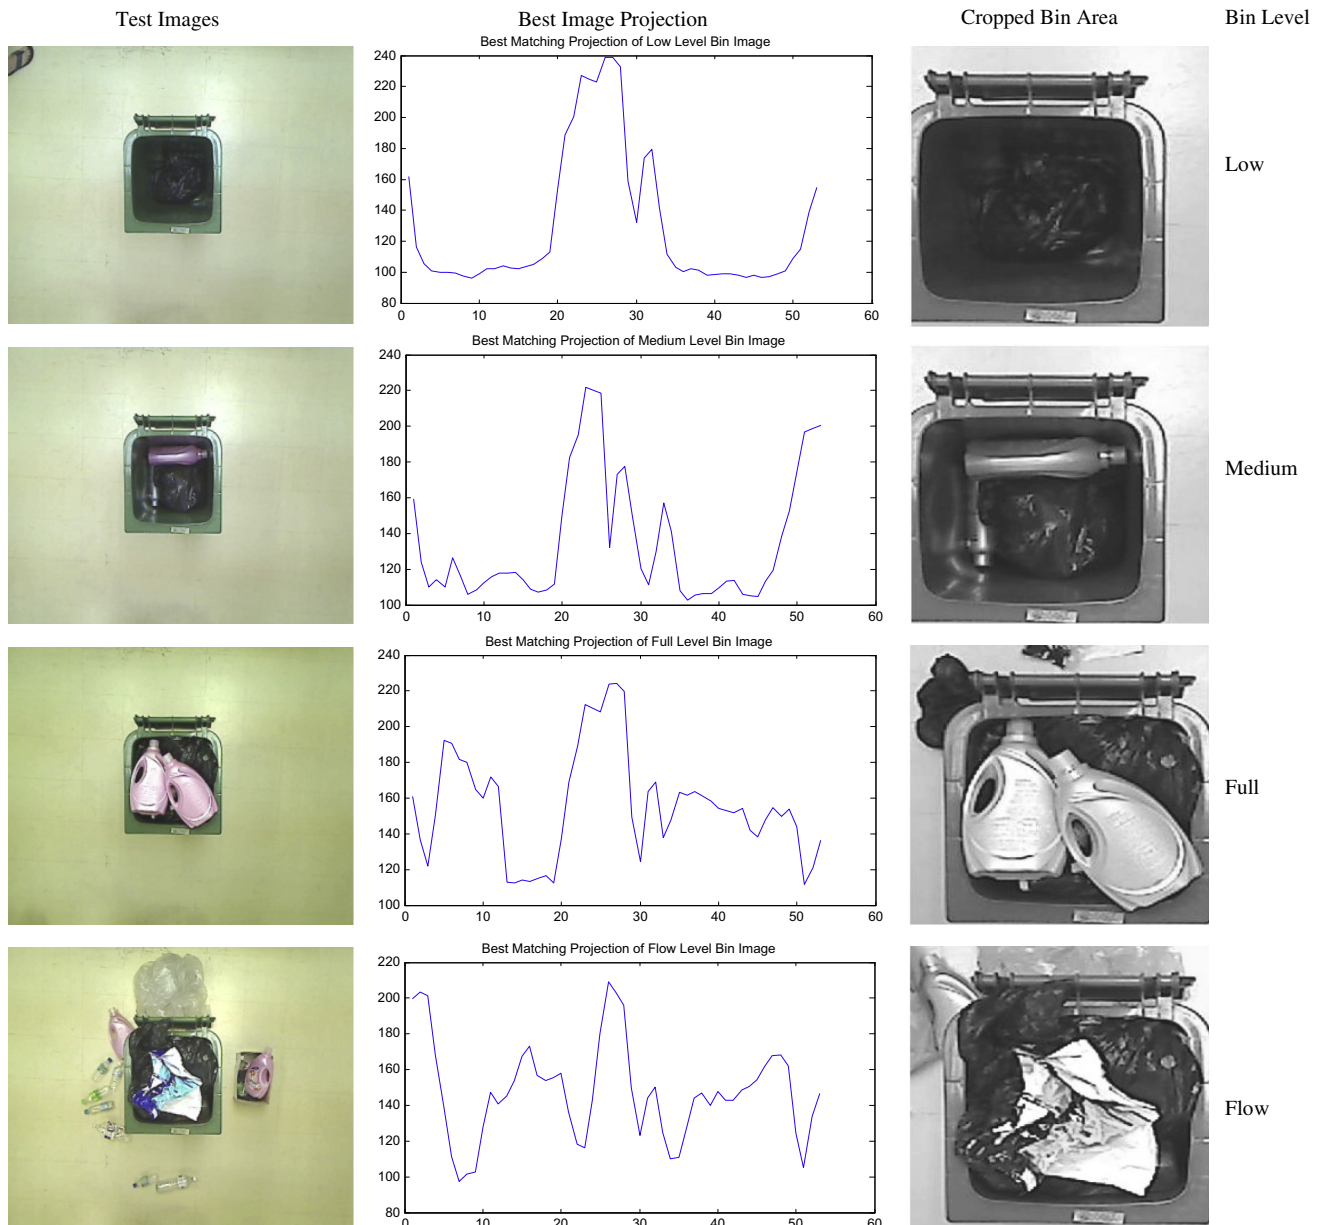 Test Images Best Image Projection Cropped Bin Area Bin Level
Best Matching Projection of Low Level Bin Image
240
220
200
180
160
140
120
100
80
0 10 20 30 40 50 60
Low
Best Matching Projection of Medium Level Bin Image
240
220
200
180
160
140
120
100
0 10 20 30 40 50 60
Medium
Best Matching Projection of Full Level Bin Image
240
220
200
180
160
140
120
100
0 10 20 30 40 50 60
Full
Best Matching Projection of Flow Level Bin Image
220
200
180
160
140
120
100
80
0 10 20 30 40 50 60
Flow